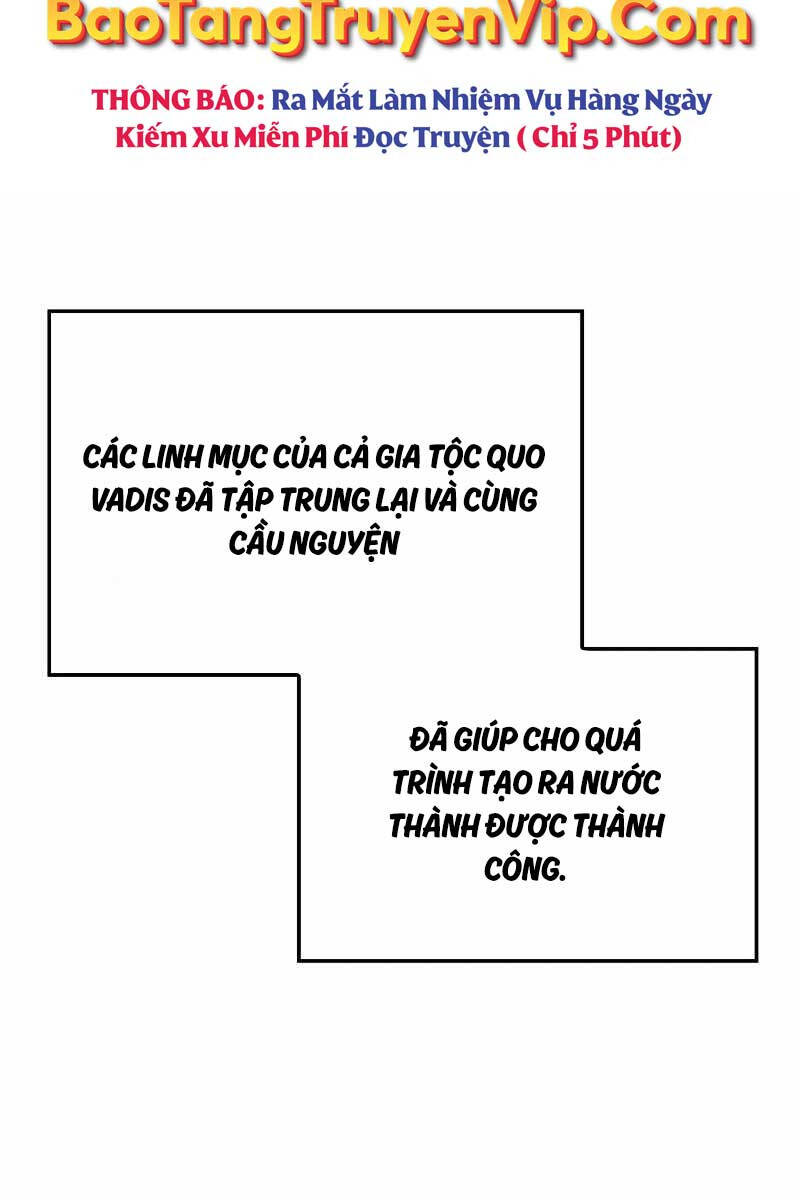 BaoTangTruyenVip.Com
THÔNG BÁO: Ra Mắt Làm Nhiệm Vụ Hàng Ngày
Kiếm Xu Miễn Phí Đọc Truyện ( Chỉ 5 Phút)
CÁC LINH MỤC CỦA CẢ GIA TỘC QUO
VADIS ĐÃ TẬP TRUNG LẠI VÀ CÙNG
CẦU NGUYỆN
ĐÃ GIÚP CHO QUÁ
TRÌNH TẠO RA NƯỚC
THÀNH ĐƯỢC THÀNH
CÔNG.